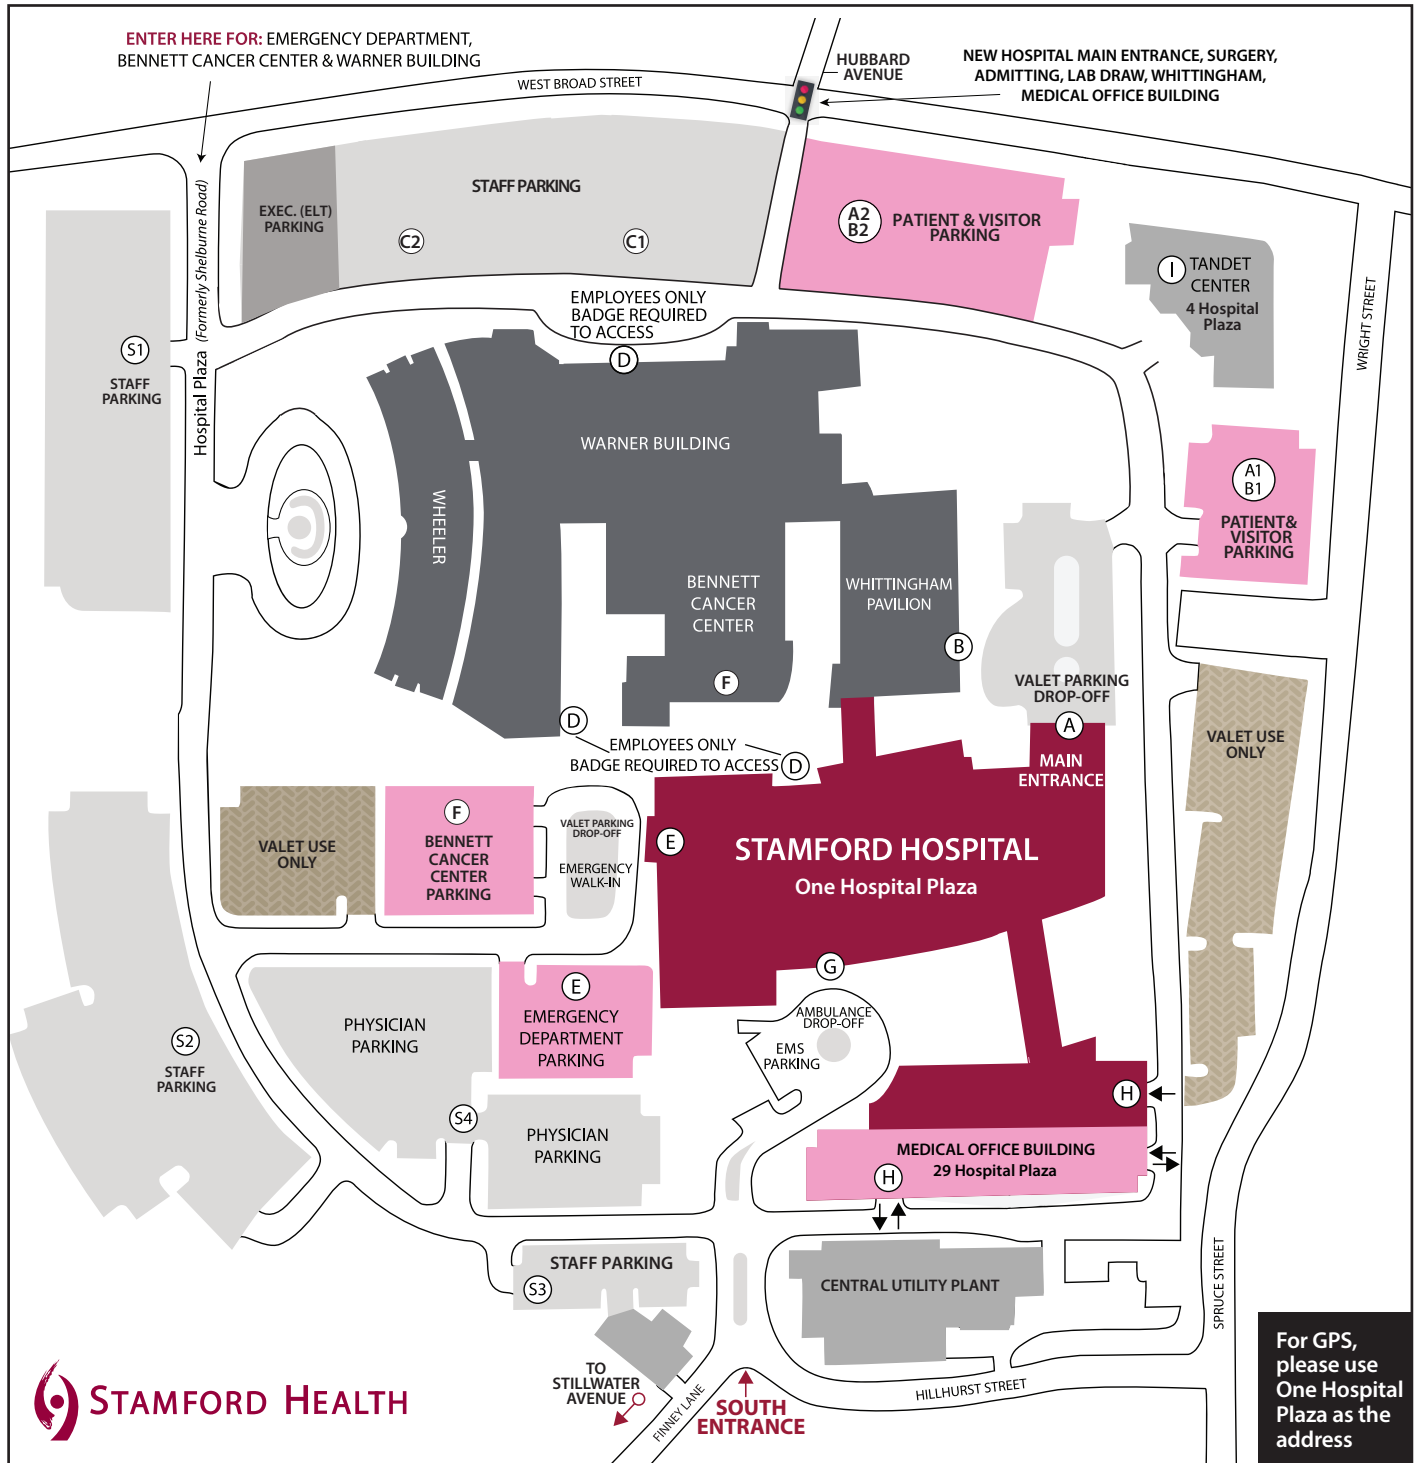 ENTER HERE FOR: EMERGENCY DEPARTMENT,
BENNETT CANCER CENTER & WARNER BUILDING
WEST BROAD STREET
HUBBARD
AVENUE
NEW HOSPITAL MAIN ENTRANCE, SURGERY,
ADMITTING, LAB DRAW, WHITTINGHAM,
MEDICAL OFFICE BUILDING
Hospital Plaza (Formerly Shelburne Road)
EXEC. (ELT)
PARKING
STAFF PARKING
C2
C1
A2
B2
PATIENT & VISITOR
PARKING
I
TANDET
CENTER
4 Hospital
Plaza
WRIGHT STREET
S1
STAFF
PARKING
EMPLOYEES ONLY
BADGE REQUIRED
TO ACCESS
D
WARNER BUILDING
WHEELER
A1
B1
PATIENT&
VISITOR
PARKING
BENNETT
CANCER
CENTER
F
WHITTINGHAM
PAVILION
B
VALET PARKING
DROP-OFF
A
MAIN
ENTRANCE
D
EMPLOYEES ONLY
BADGE REQUIRED TO ACCESS
D
VALET USE
ONLY
VALET USE
ONLY
F
BENNETT
CANCER
CENTER
PARKING
VALET PARKING
DROP-OFF
EMERGENCY
WALK-IN
E
STAMFORD HOSPITAL
One Hospital Plaza
G
AMBULANCE
DROP-OFF
EMS
PARKING
E
EMERGENCY
DEPARTMENT
PARKING
PHYSICIAN
PARKING
S2
STAFF
PARKING
S4
PHYSICIAN
PARKING
H
MEDICAL OFFICE BUILDING
29 Hospital Plaza
H
STAFF PARKING
S3
CENTRAL UTILITY PLANT
SPRUCE STREET
TO
STILLWATER
AVENUE
FINNEY LANE
SOUTH
ENTRANCE
HILLHURST STREET
STAMFORD HEALTH
For GPS,
please use
One Hospital
Plaza as the
address